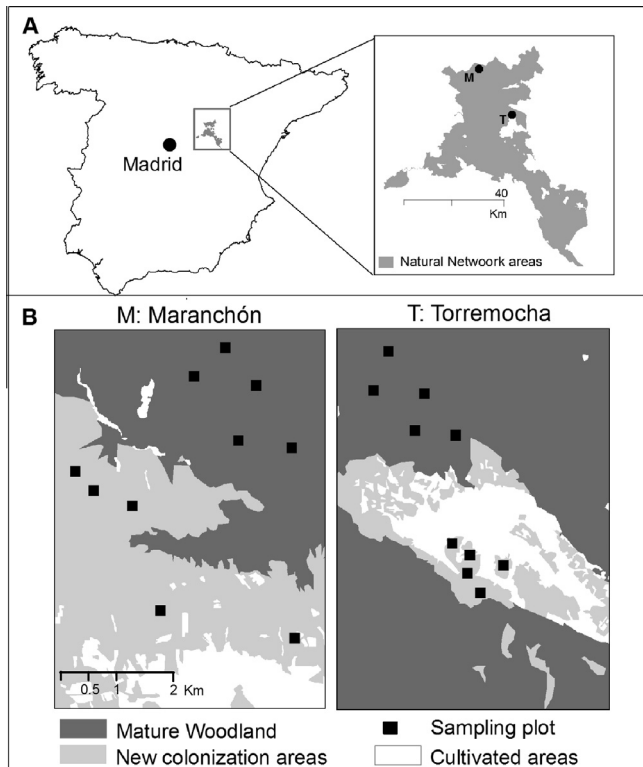 A
Madrid
M
T
40
Km
Natural Netwoork areas
B
M: Maranchón
T: Torremocha
0.5 1 2 Km
Mature Woodland
Sampling plot
New colonization areas
Cultivated areas